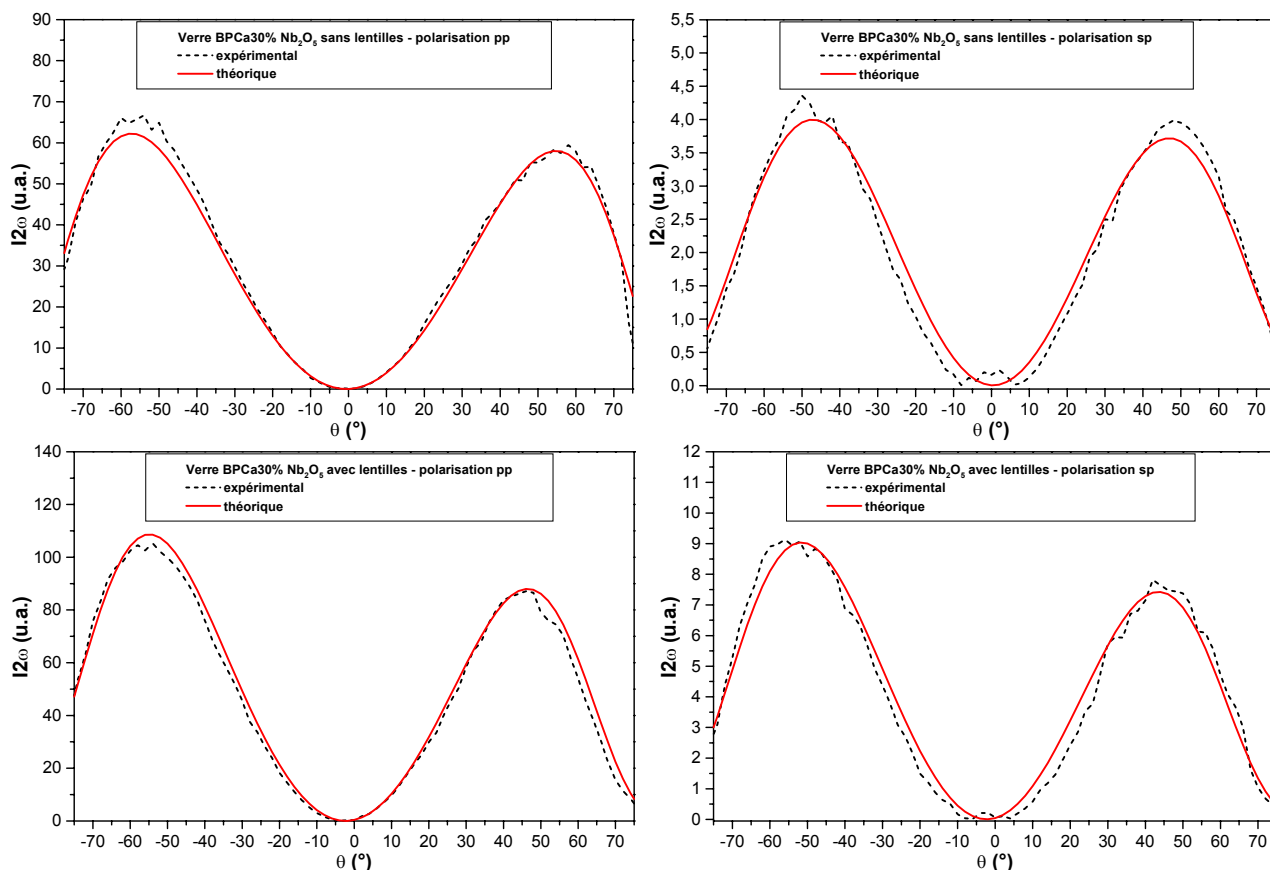 90
80
70
60
50
40
30
20
10
0
I2ω (u.a.)
Verre BPCa30% Nb₂O₅ sans lentilles - polarisation pp
expérimental
théorique
-70 -60 -50 -40 -30 -20 -10 0 10 20 30 40 50 60 70
θ (°)
5,5
5,0
4,5
4,0
3,5
3,0
2,5
2,0
1,5
1,0
0,5
0,0
I2ω (u.a.)
Verre BPCa30% Nb₂O₅ sans lentilles - polarisation sp
expérimental
théorique
-70 -60 -50 -40 -30 -20 -10 0 10 20 30 40 50 60 70
θ (°)
140
120
100
80
60
40
20
0
I2ω (u.a.)
Verre BPCa30% Nb₂O₅ avec lentilles - polarisation pp
expérimental
théorique
-70 -60 -50 -40 -30 -20 -10 0 10 20 30 40 50 60 70
θ (°)
12
11
10
9
8
7
6
5
4
3
2
1
0
I2ω (u.a.)
Verre BPCa30% Nb₂O₅ avec lentilles - polarisation sp
expérimental
théorique
-70 -60 -50 -40 -30 -20 -10 0 10 20 30 40 50 60 70
θ (°)